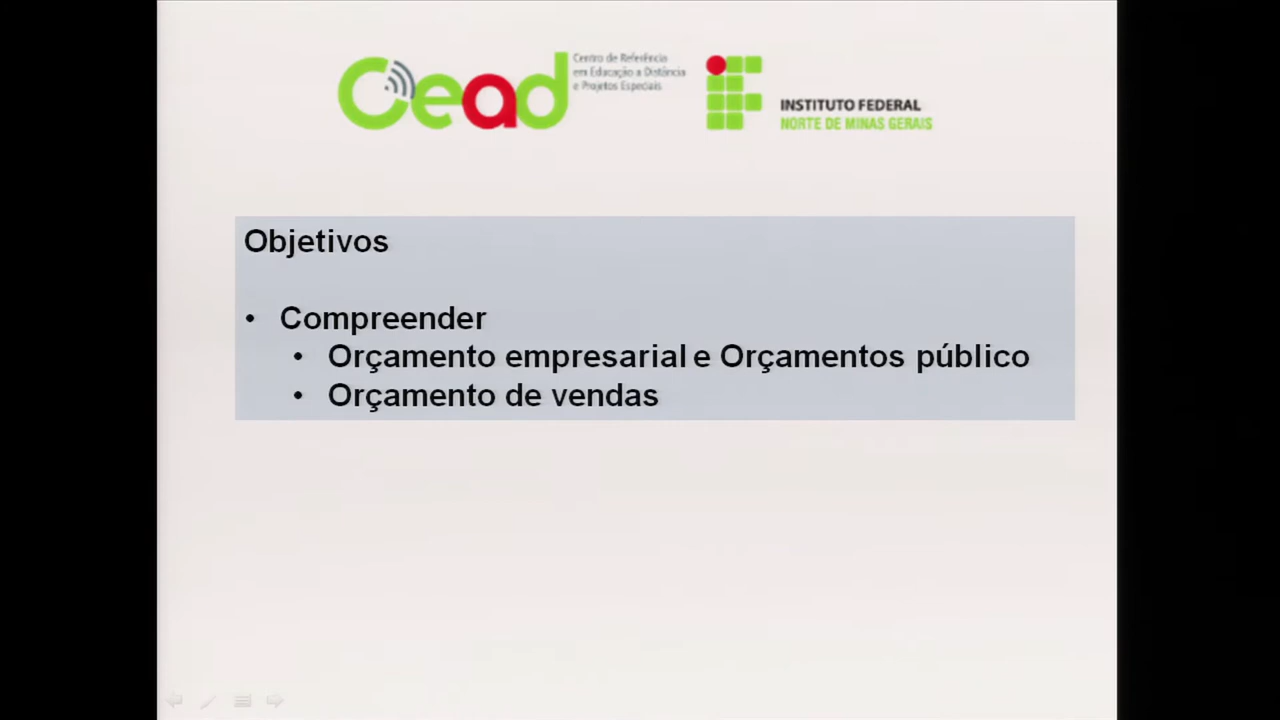 Cead
Centro de Referência
em Educação a Distância
e Projetos Especiais
INSTITUTO FEDERAL
NORTE DE MINAS GERAIS
Objetivos
• Compreender
• Orçamento empresarial e Orçamentos público
• Orçamento de vendas